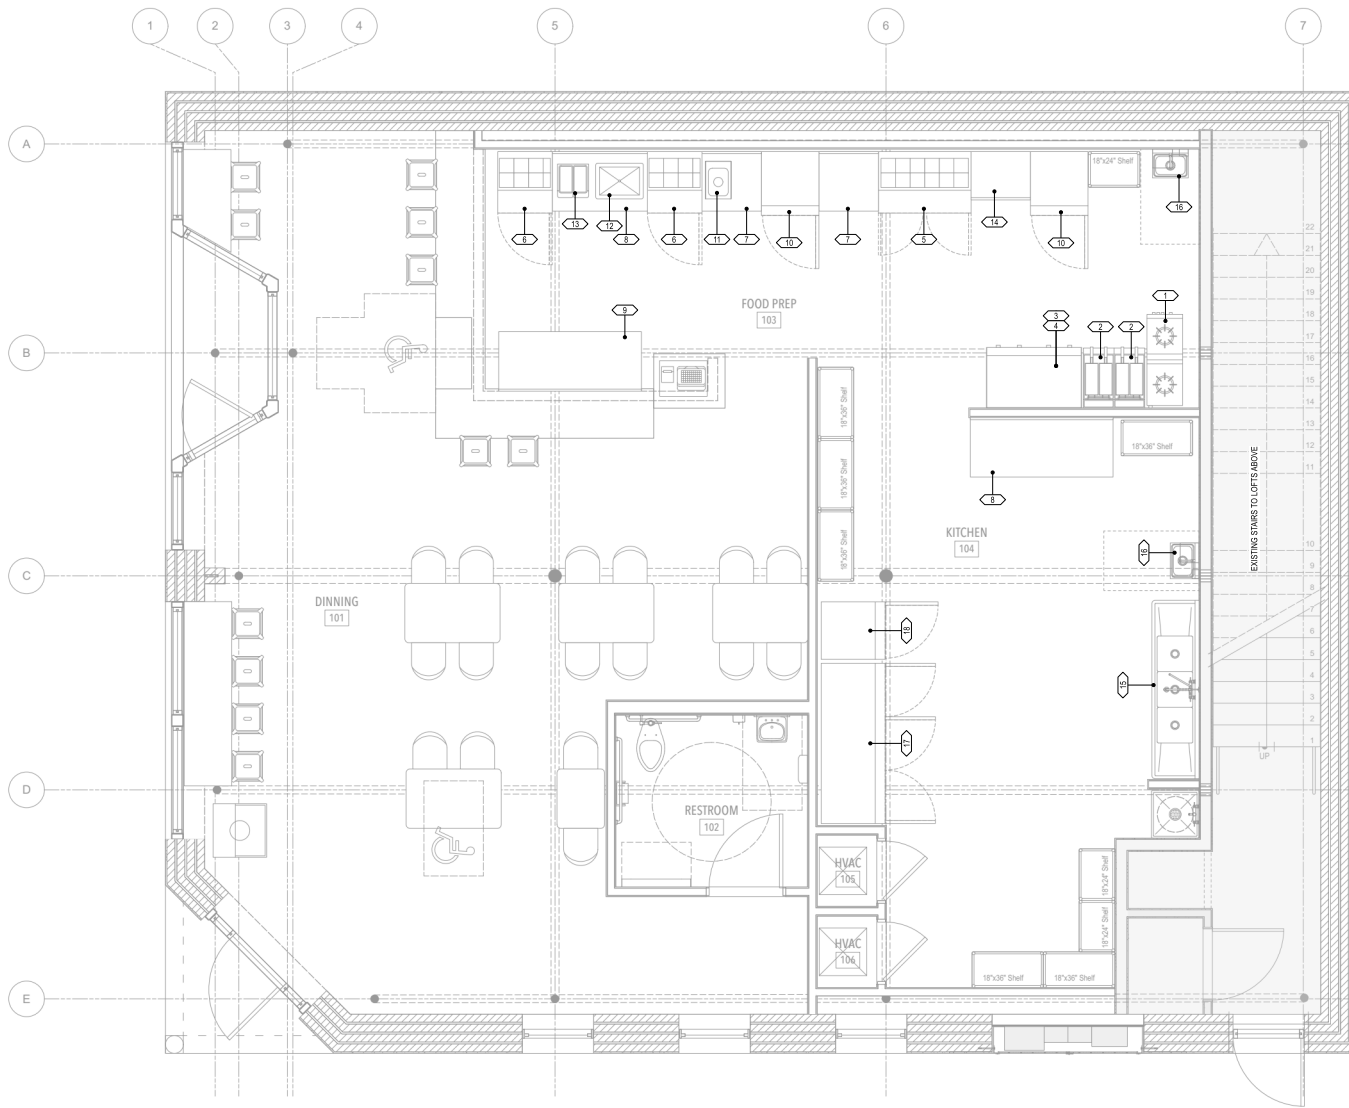 1 2 3 4 5 6 7
A
18"x24" Shelf
16
13 12 8 6 11 7 10 7 5 14 10
6
22
21
20
19
18
17
16
15
14
13
12
11
10
9
8
7
6
5
4
3
2
1
UP
EXISTING STAIRS TO LOFTS ABOVE
FOOD PREP
103
9
1
3
4
2 2
B
18"x36" Shelf
18"x36" Shelf
18"x36" Shelf
18"x36" Shelf
8
KITCHEN
104
16
C
DINNING
101
18
15
17
D
RESTROOM
102
HVAC
105
HVAC
106
18"x24" Shelf
18"x24" Shelf
18"x36" Shelf 18"x36" Shelf
E